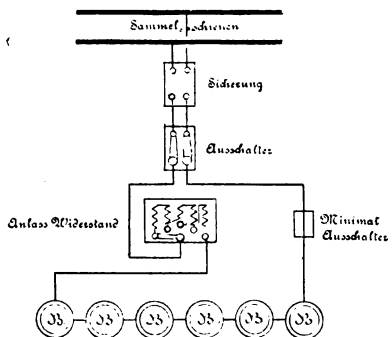 Sammelschienen
Sicherung
Ausschalter
Anlass Widerstand
Minimal
Ausschalter
B B B B B B